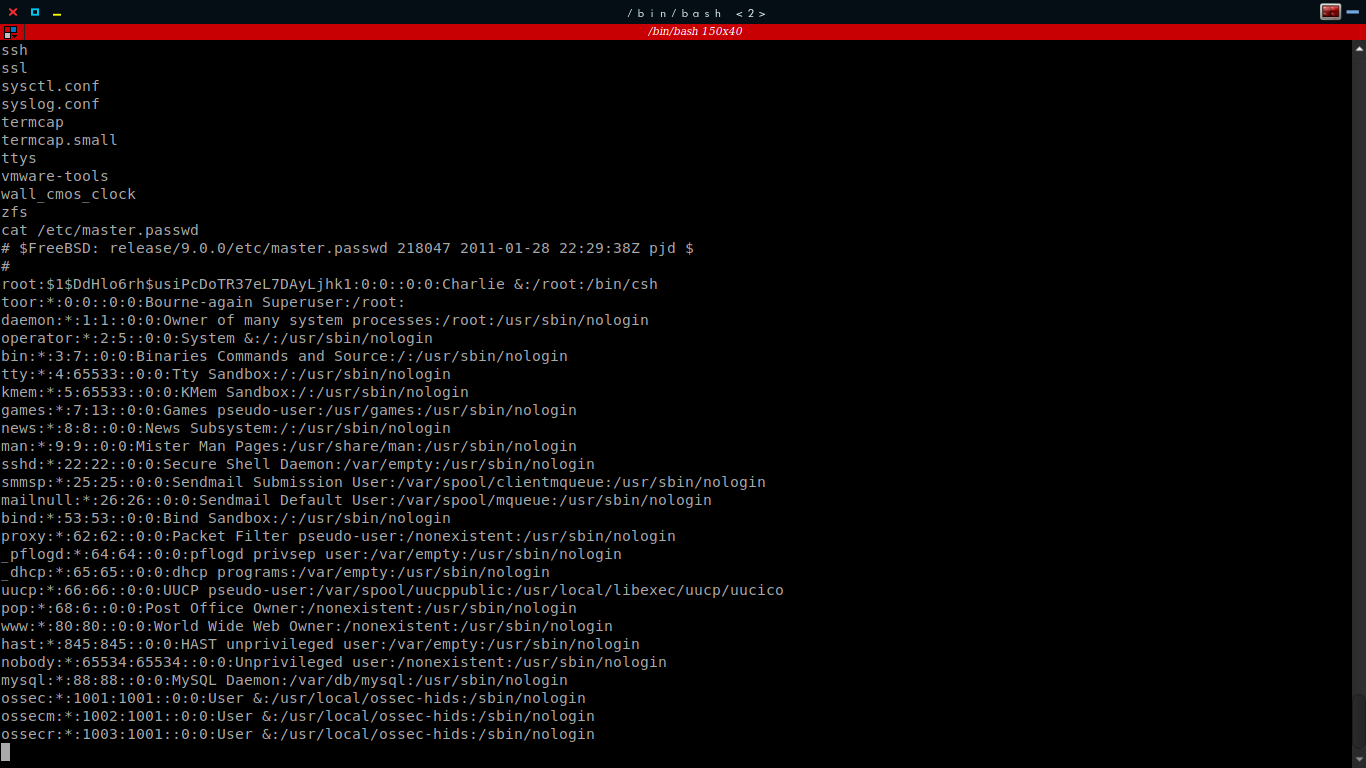 /bin/bash <2>
/bin/bash 150x40
ssh
ssl
sysctl.conf
syslog.conf
termcap
termcap.small
ttys
vmware-tools
wall_cmos_clock
zfs
cat /etc/master.passwd
# $FreeBSD: release/9.0.0/etc/master.passwd 218047 2011-01-28 22:29:38Z pjd $
#
root:$1$DdHlo6rh$usiPcDoTR37eL7DAyLjhk1:0:0::0:0:Charlie &:/root:/bin/csh
toor:*:0:0::0:0:Bourne-again Superuser:/root:
daemon:*:1:1::0:0:Owner of many system processes:/root:/usr/sbin/nologin
operator:*:2:5::0:0:System &:/:/usr/sbin/nologin
bin:*:3:7::0:0:Binaries Commands and Source:/:/usr/sbin/nologin
tty:*:4:65533::0:0:Tty Sandbox:/:/usr/sbin/nologin
kmem:*:5:65533::0:0:KMem Sandbox:/:/usr/sbin/nologin
games:*:7:13::0:0:Games pseudo-user:/usr/games:/usr/sbin/nologin
news:*:8:8::0:0:News Subsystem:/:/usr/sbin/nologin
man:*:9:9::0:0:Mister Man Pages:/usr/share/man:/usr/sbin/nologin
sshd:*:22:22::0:0:Secure Shell Daemon:/var/empty:/usr/sbin/nologin
smmsp:*:25:25::0:0:Sendmail Submission User:/var/spool/clientmqueue:/usr/sbin/nologin
mailnull:*:26:26::0:0:Sendmail Default User:/var/spool/mqueue:/usr/sbin/nologin
bind:*:53:53::0:0:Bind Sandbox:/:/usr/sbin/nologin
proxy:*:62:62::0:0:Packet Filter pseudo-user:/nonexistent:/usr/sbin/nologin
_pflogd:*:64:64::0:0:pflogd privsep user:/var/empty:/usr/sbin/nologin
_dhcp:*:65:65::0:0:dhcp programs:/var/empty:/usr/sbin/nologin
uucp:*:66:66::0:0:UUCP pseudo-user:/var/spool/uucppublic:/usr/local/libexec/uucp/uucico
pop:*:68:6::0:0:Post Office Owner:/nonexistent:/usr/sbin/nologin
www:*:80:80::0:0:World Wide Web Owner:/nonexistent:/usr/sbin/nologin
hast:*:845:845::0:0:HAST unprivileged user:/var/empty:/usr/sbin/nologin
nobody:*:65534:65534::0:0:Unprivileged user:/nonexistent:/usr/sbin/nologin
mysql:*:88:88::0:0:MySQL Daemon:/var/db/mysql:/usr/sbin/nologin
ossec:*:1001:1001::0:0:User &:/usr/local/ossec-hids:/sbin/nologin
ossecm:*:1002:1001::0:0:User &:/usr/local/ossec-hids:/sbin/nologin
ossecr:*:1003:1001::0:0:User &:/usr/local/ossec-hids:/sbin/nologin